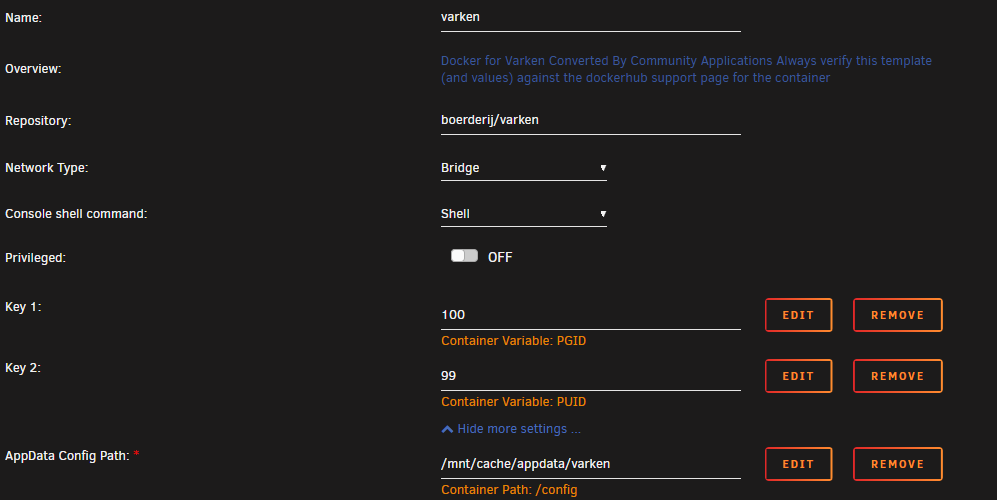 Name:
varken
Overview:
Docker for Varken Converted By Community Applications Always verify this template
(and values) against the dockerhub support page for the container
Repository:
boerderij/varken
Network Type:
Bridge
Console shell command:
Shell
Privileged:
OFF
Key 1:
100
EDIT
REMOVE
Container Variable: PGID
Key 2:
99
EDIT
REMOVE
Container Variable: PUID
Hide more settings ...
AppData Config Path: *
/mnt/cache/appdata/varken
EDIT
REMOVE
Container Path: /config